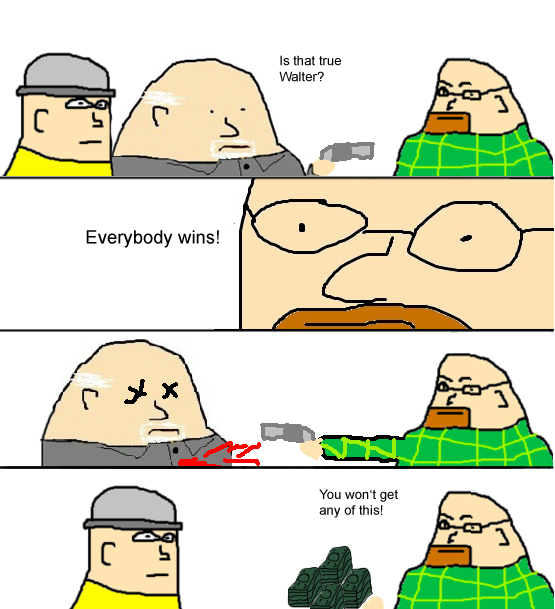 Is that true
Walter?
Everybody wins!
You won't get
any of this!